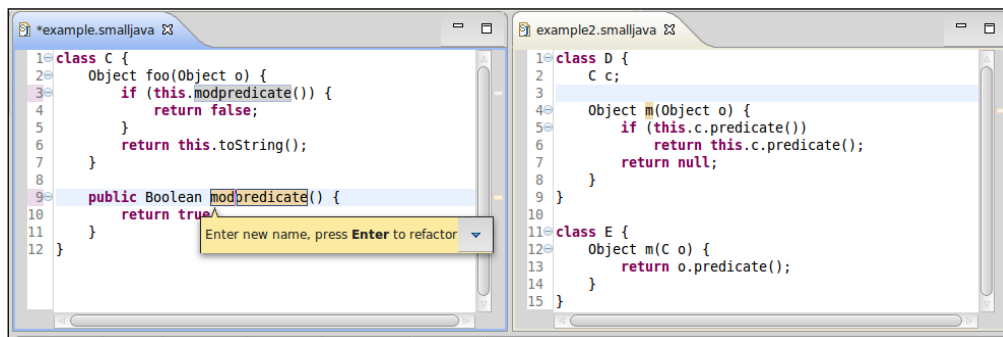 *example.smalljava
1 class C {
2     Object foo(Object o) {
3         if (this.modpredicate()) {
4             return false;
5         }
6         return this.toString();
7     }
8
9     public Boolean modpredicate() {
10         return true
11     }
12 }
Enter new name, press Enter to refactor
example2.smalljava
1 class D {
2     C c;
3
4     Object m(Object o) {
5         if (this.c.predicate())
6             return this.c.predicate();
7         return null;
8     }
9 }
10
11 class E {
12     Object m(C o) {
13         return o.predicate();
14     }
15 }